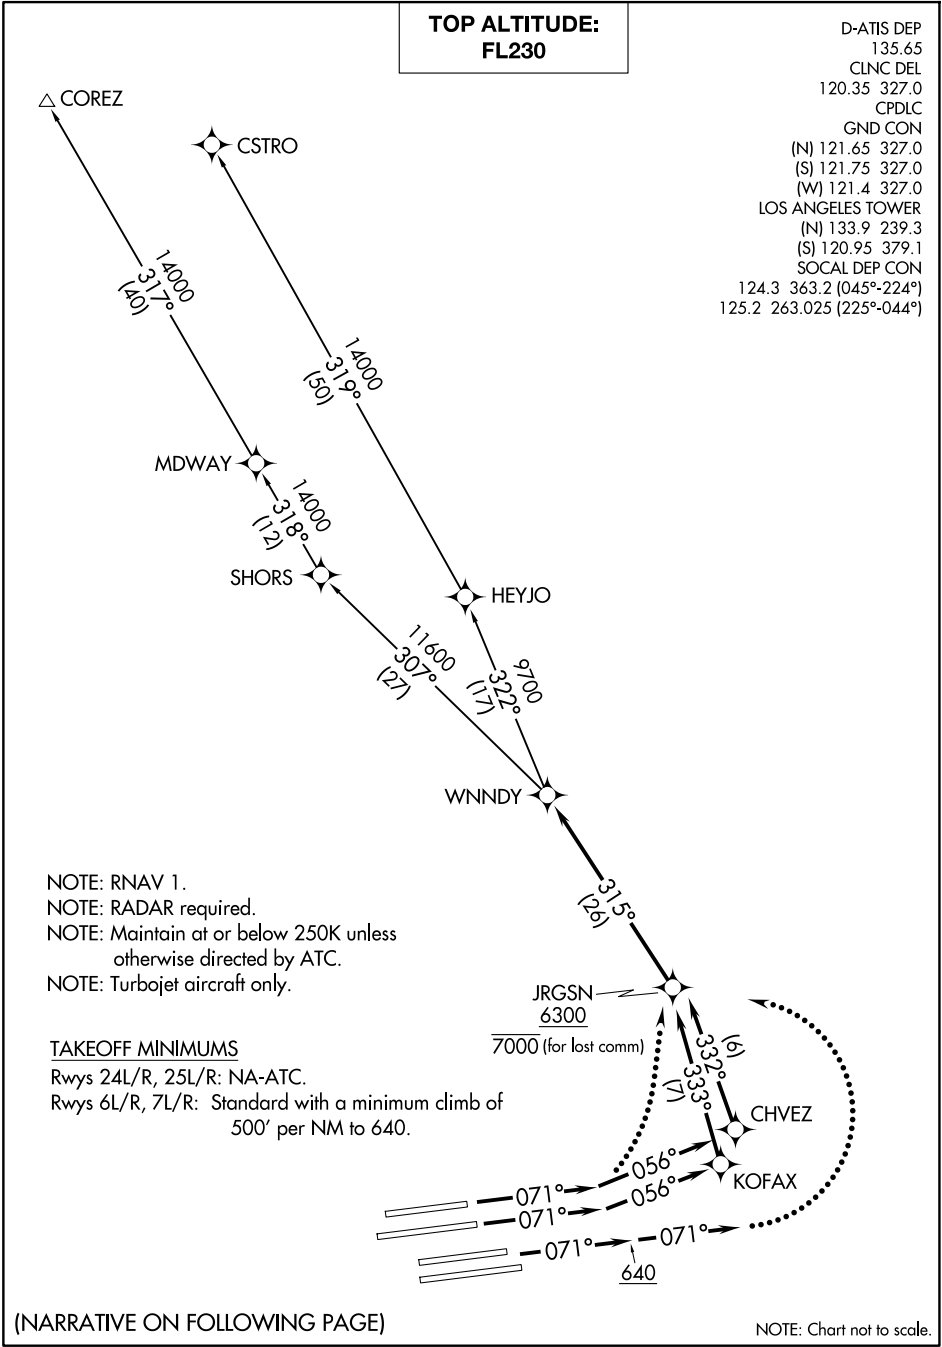 TOP ALTITUDE:
FL230
D-ATIS DEP
135.65
CLNC DEL
120.35 327.0
CPDLC
GND CON
(N) 121.65 327.0
(S) 121.75 327.0
(W) 121.4 327.0
LOS ANGELES TOWER
(N) 133.9 239.3
(S) 120.95 379.1
SOCAL DEP CON
124.3 363.2 (045°-224°)
125.2 263.025 (225°-044°)
COREZ
CSTRO
14000
317°
(40)
14000
319°
(50)
MDWAY
14000
318°
(12)
SHORS
HEYJO
11600
307°
(27)
9700
322°
(17)
WNNDY
315°
(26)
NOTE: RNAV 1.
NOTE: RADAR required.
NOTE: Maintain at or below 250K unless
otherwise directed by ATC.
NOTE: Turbojet aircraft only.
JRGSN
6300
7000 (for lost comm)
(6)
332°
333°
(7)
TAKEOFF MINIMUMS
Rwys 24L/R, 25L/R: NA-ATC.
Rwys 6L/R, 7L/R: Standard with a minimum climb of
500' per NM to 640.
CHVEZ
KOFAX
071°
056°
071°
056°
071°
071°
640
(NARRATIVE ON FOLLOWING PAGE)
NOTE: Chart not to scale.